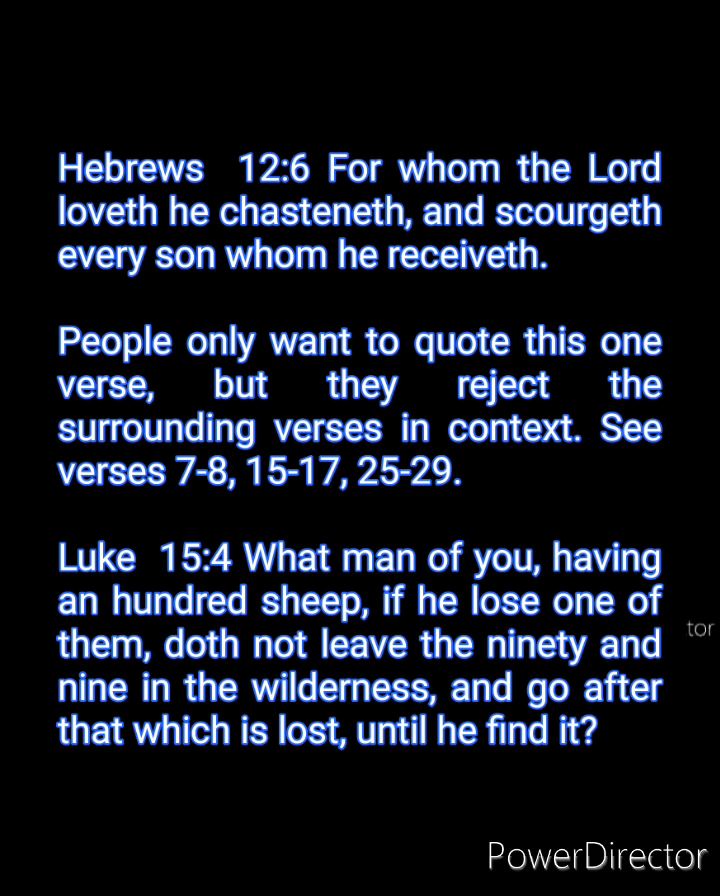 Hebrews 12:6 For whom the Lord
loveth he chasteneth, and scourgeth
every son whom he receiveth.
People only want to quote this one
verse, but they reject the
surrounding verses in context. See
verses 7-8, 15-17, 25-29.
Luke 15:4 What man of you, having
an hundred sheep, if he lose one of
them, doth not leave the ninety and
nine in the wilderness, and go after
that which is lost, until he find it?
tor
PowerDirector